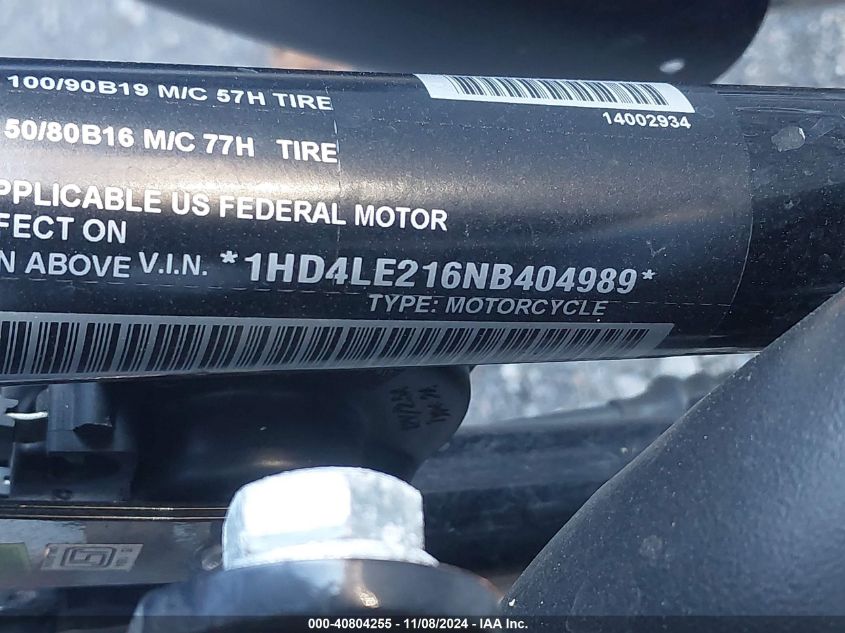 100/90B19 M/C 57H TIRE
14002934
50/80B16 M/C 77H TIRE
PPLICABLE US FEDERAL MOTOR
FECT ON
N ABOVE V.I.N. *1HD4LE216NB404989*
TYPE: MOTORCYCLE
000-40804255 - 11/08/2024 - IAA Inc.